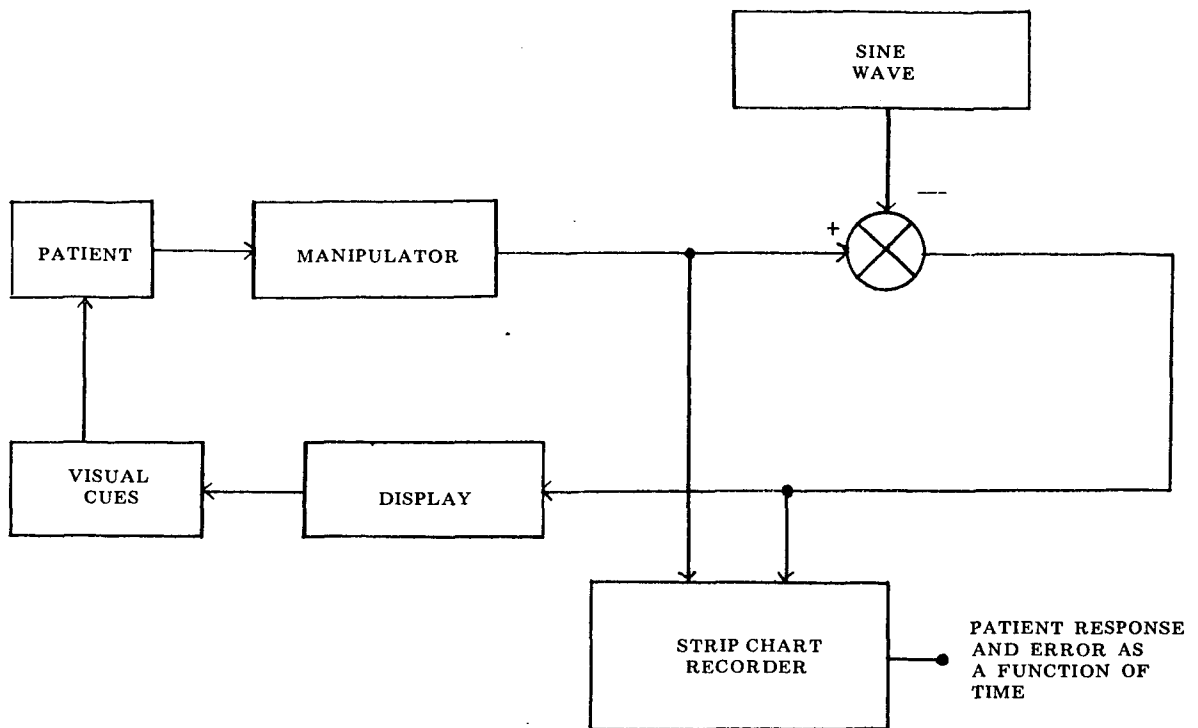 SINE
WAVE
—
+
PATIENT
MANIPULATOR
VISUAL
CUES
DISPLAY
STRIP CHART
RECORDER
PATIENT RESPONSE
AND ERROR AS
A FUNCTION OF
TIME